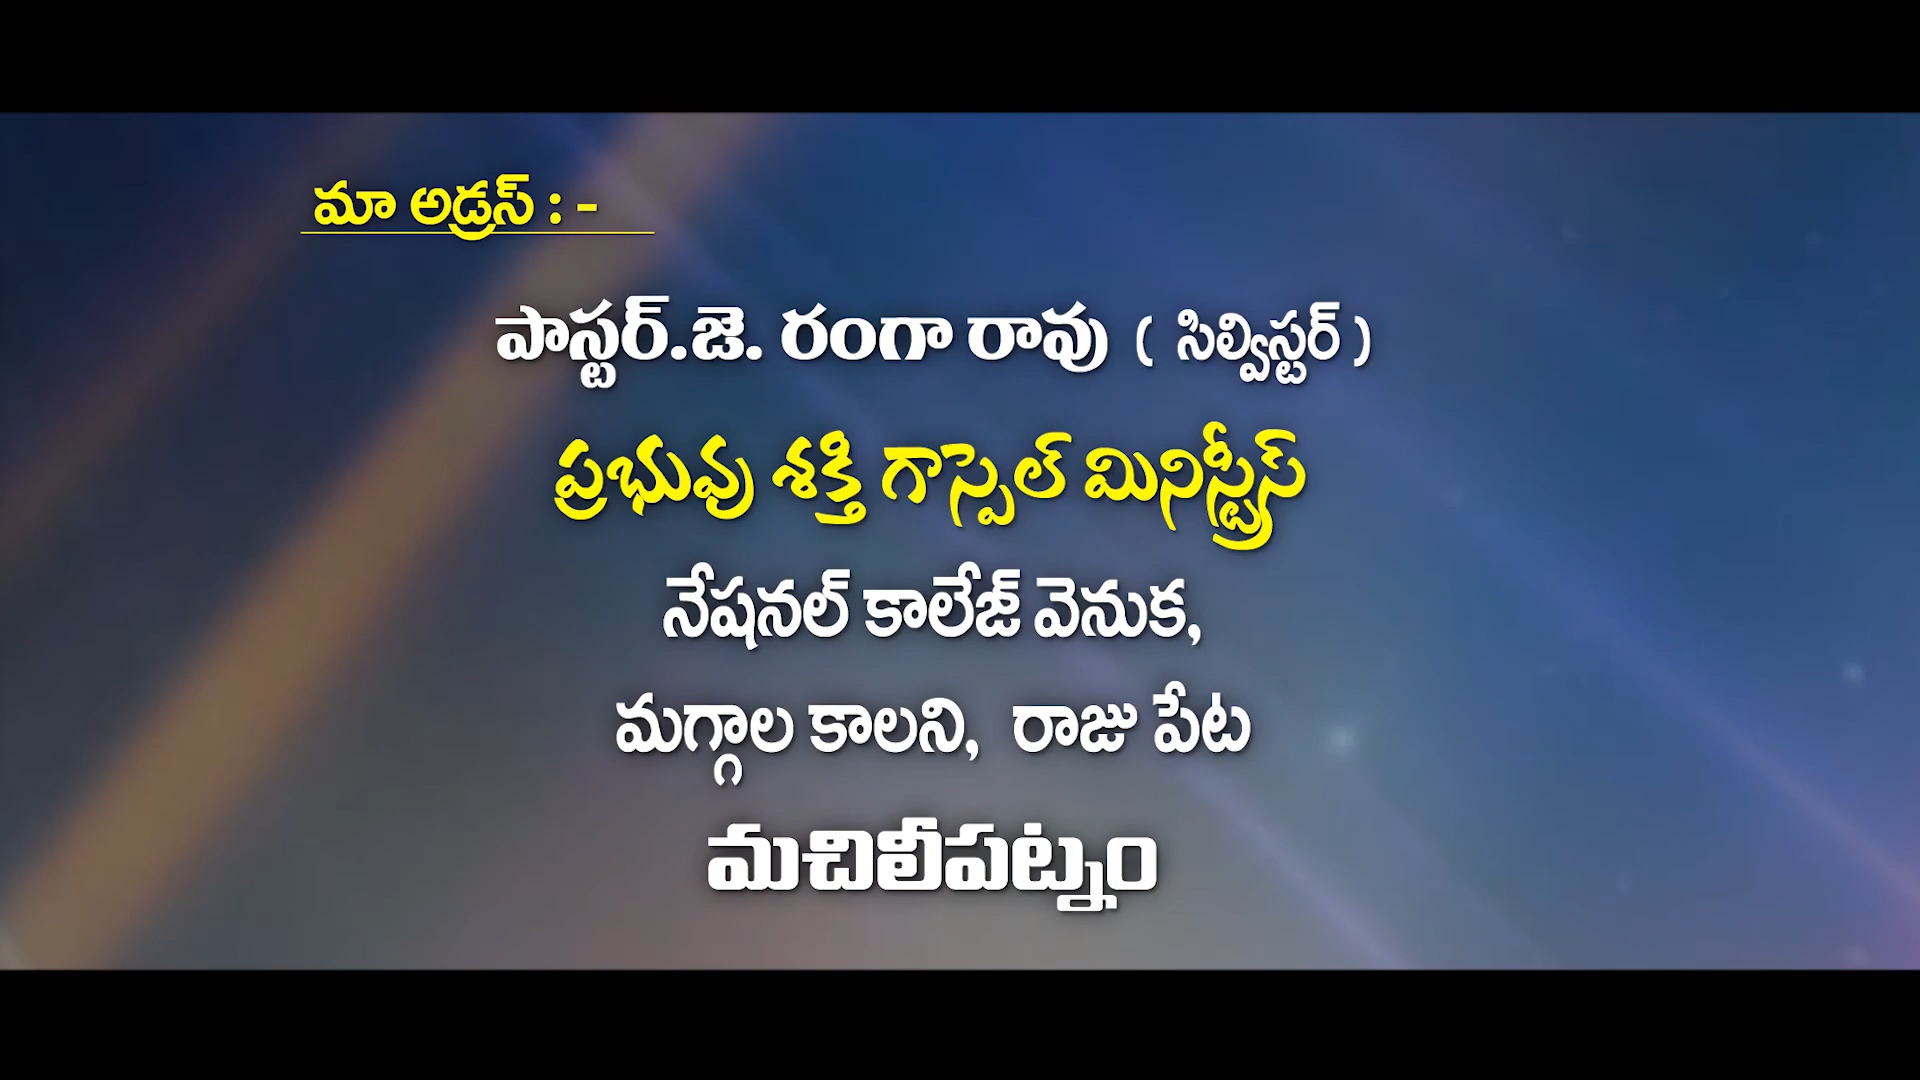 మా అడ్రస్ : -
పాస్టర్.జె. రంగా రావు ( సిల్విస్టర్ )
ప్రభువు శక్తి గాస్పెల్ మినిస్ట్రీస్
నేషనల్ కాలేజ్ వెనుక,
మగ్గాల కాలని, రాజు పేట
మచిలీపట్నం